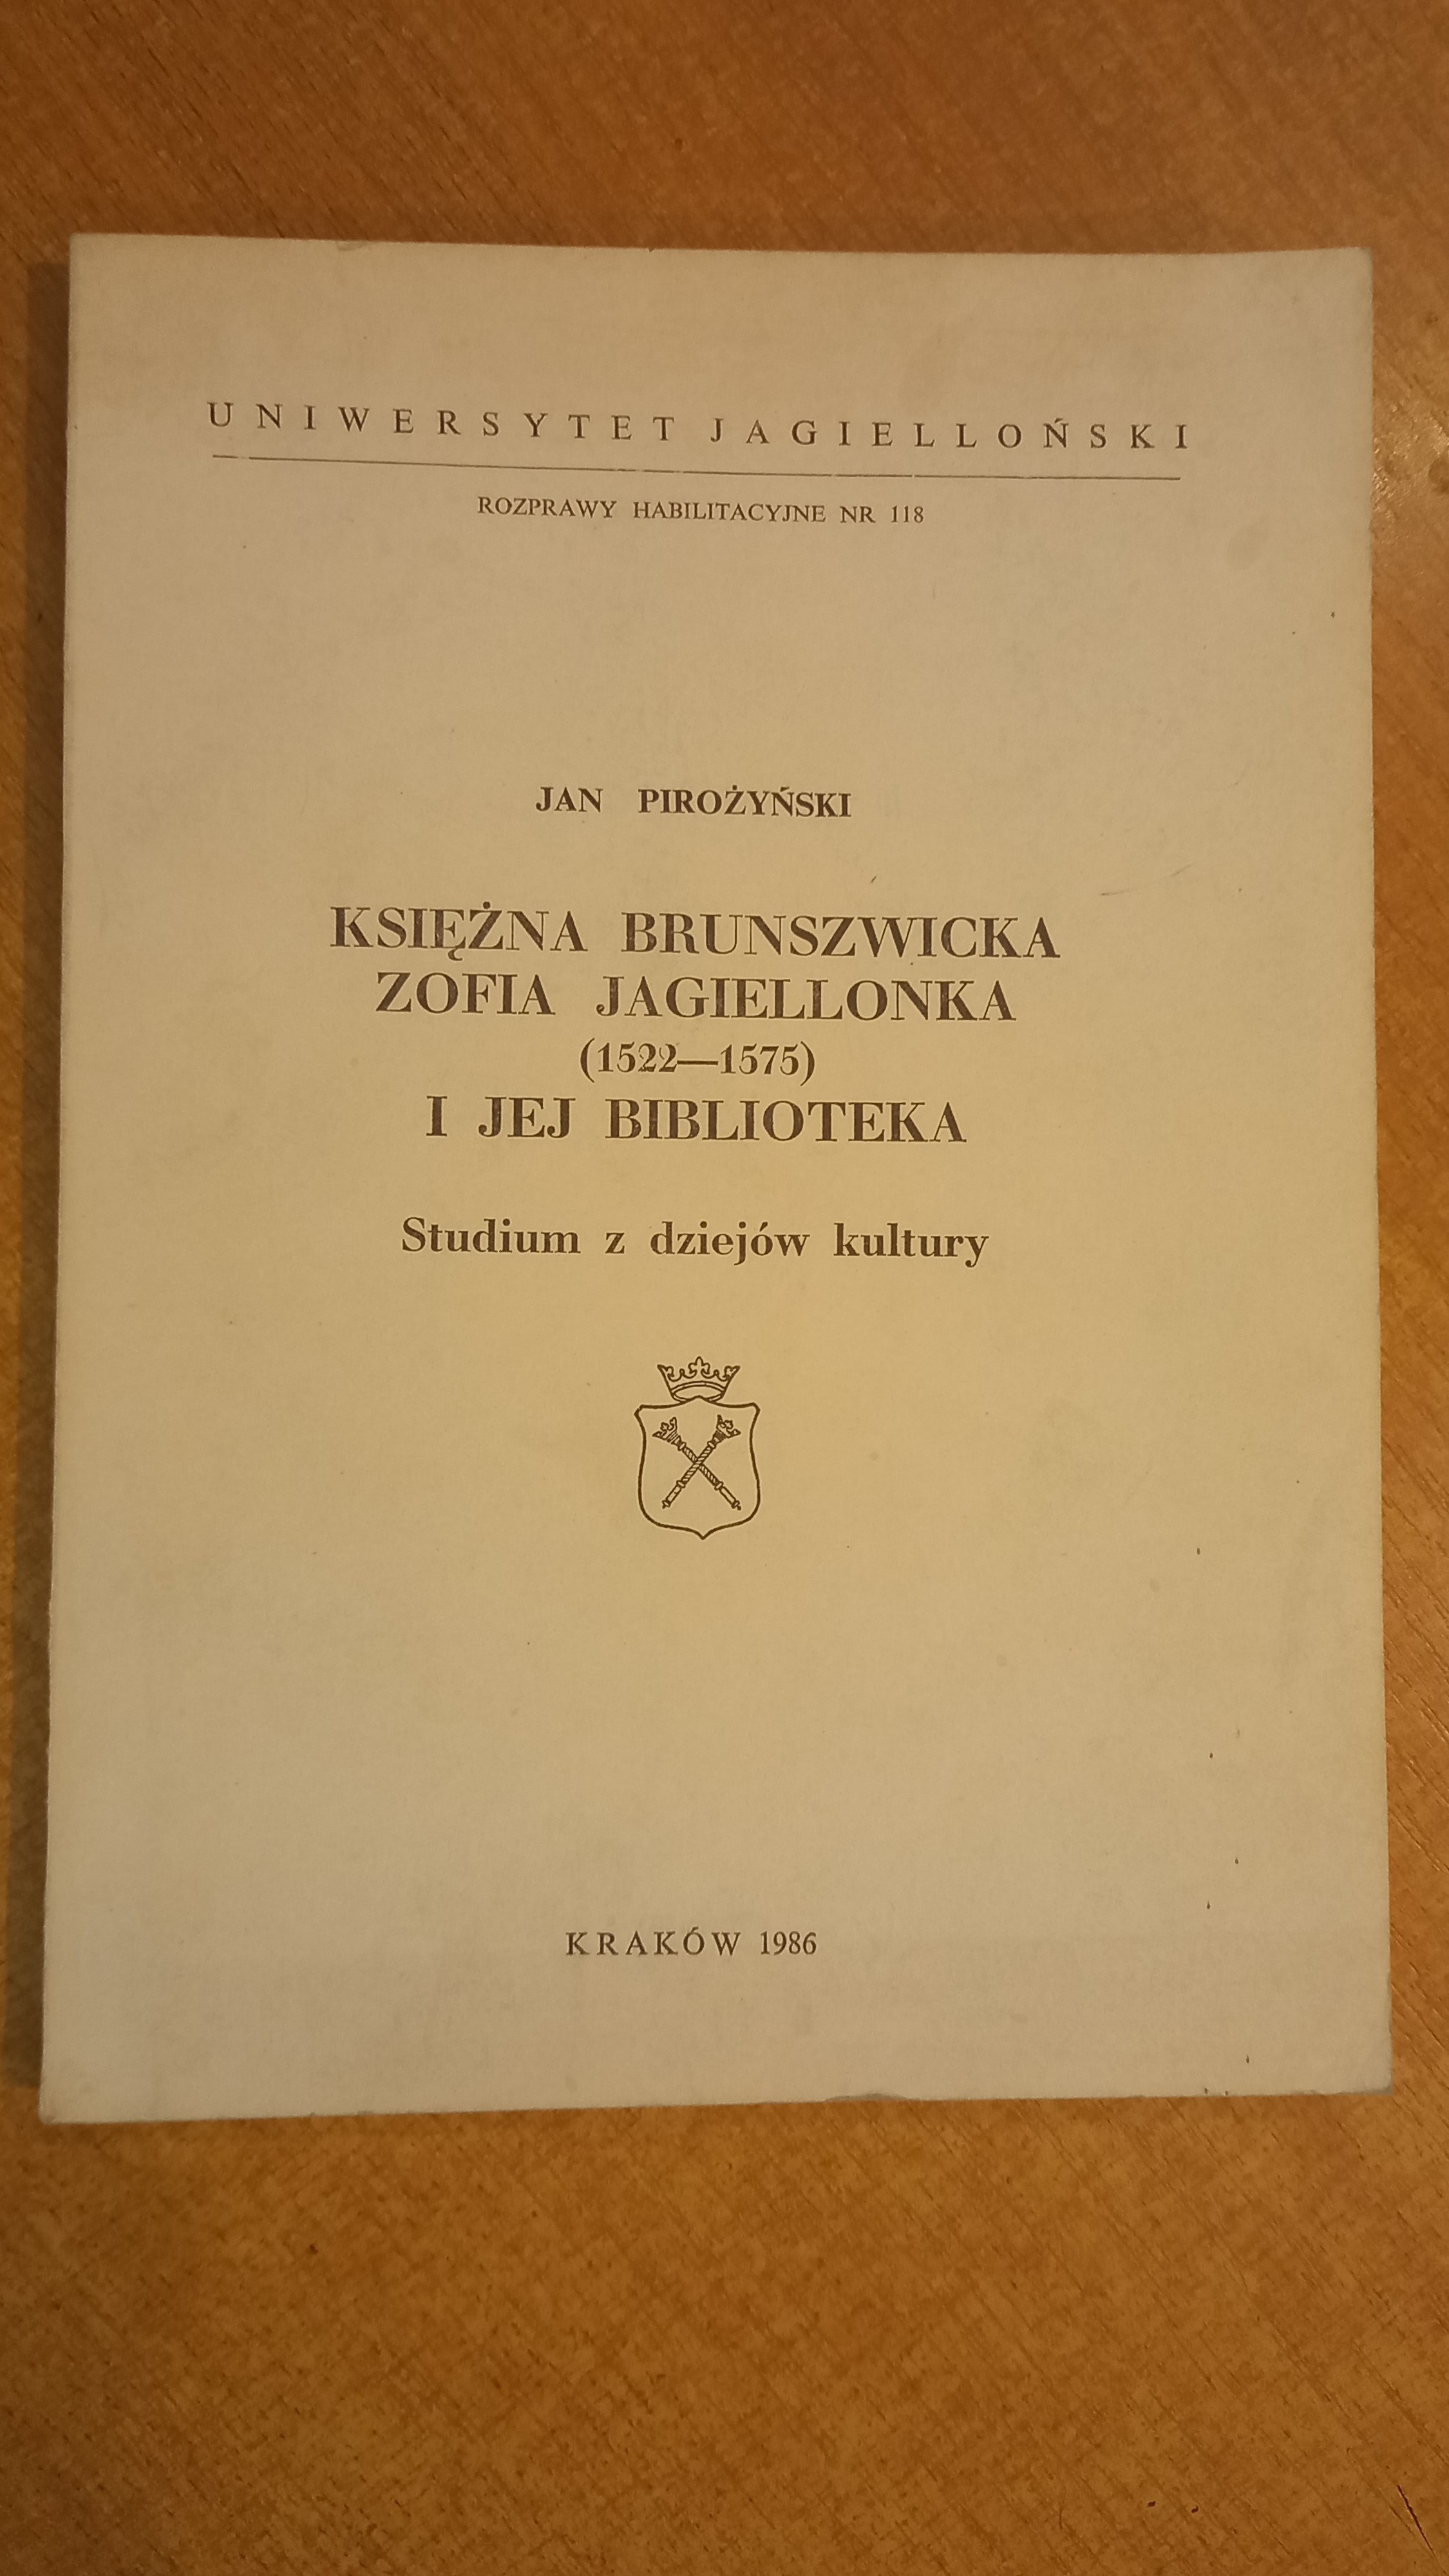 UNIWERSYTET JAGIELLOŃSKI
ROZPRAWY HABILITACYJNE NR 118
JAN PIROŻYŃSKI
KSIĘŻNA BRUNSZWICKA
ZOFIA JAGIELLONKA
(1522—1575)
I JEJ BIBLIOTEKA
Studium z dziejów kultury
KRAKÓW 1986